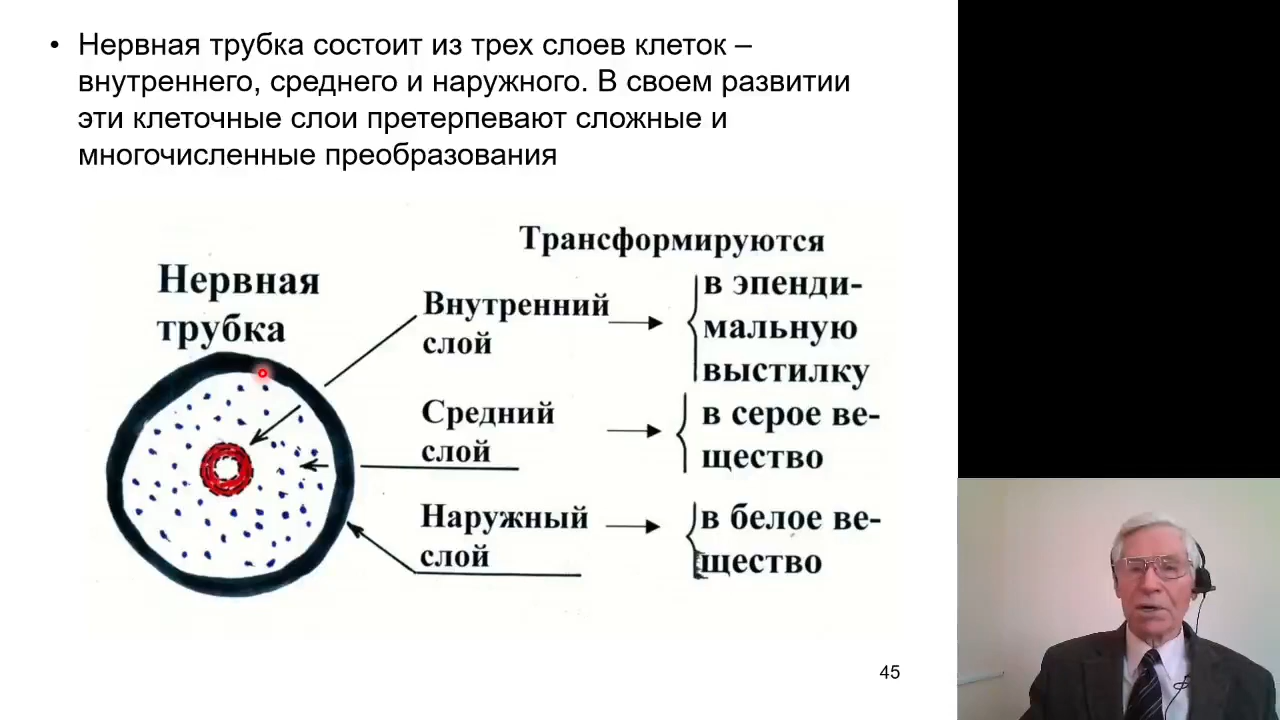 • Нервная трубка состоит из трех слоев клеток –
внутреннего, среднего и наружного. В своем развитии
эти клеточные слои претерпевают сложные и
многочисленные преобразования
Трансформируются
Нервная
трубка
Внутренний
слой
в эпенди-
мальную
выстилку
Средний
слой
в серое ве-
щество
Наружный
слой
в белое ве-
щество
45